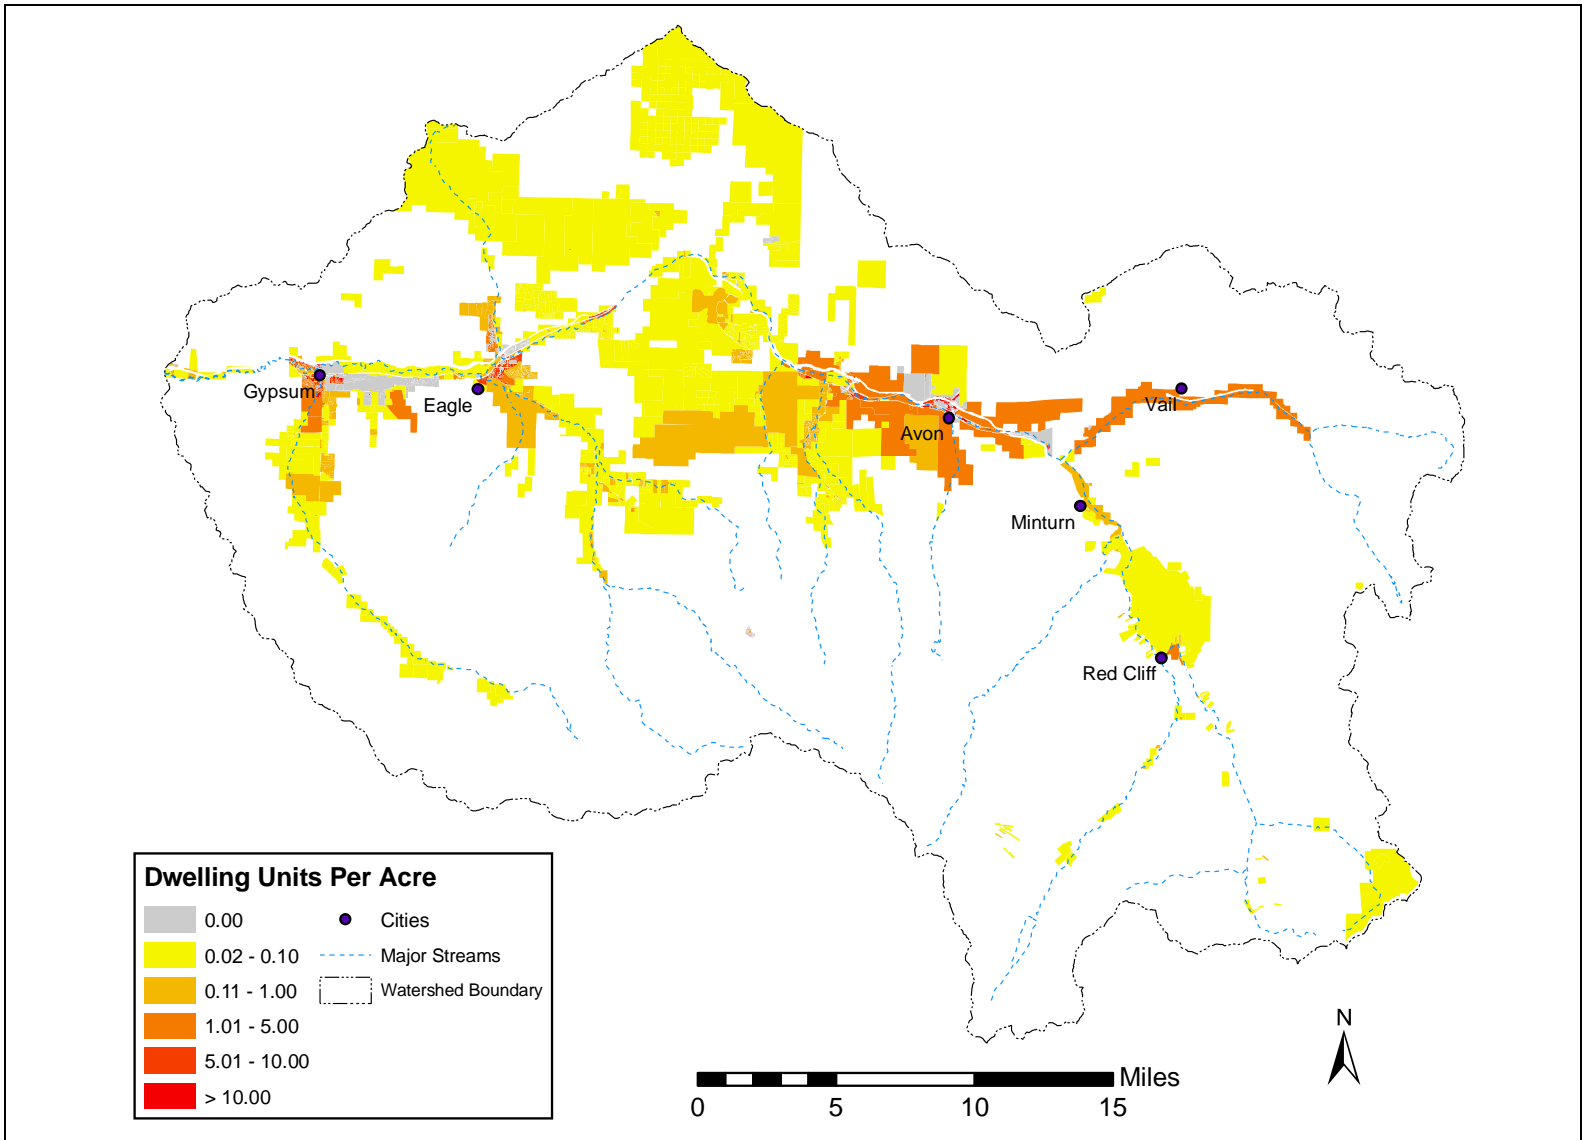 Gypsum
Eagle
Avon
Vail
Minturn
Red Cliff
Dwelling Units Per Acre
0.00
Cities
0.02 - 0.10
Major Streams
0.11 - 1.00
Watershed Boundary
1.01 - 5.00
5.01 - 10.00
> 10.00
N
Miles
0 5 10 15